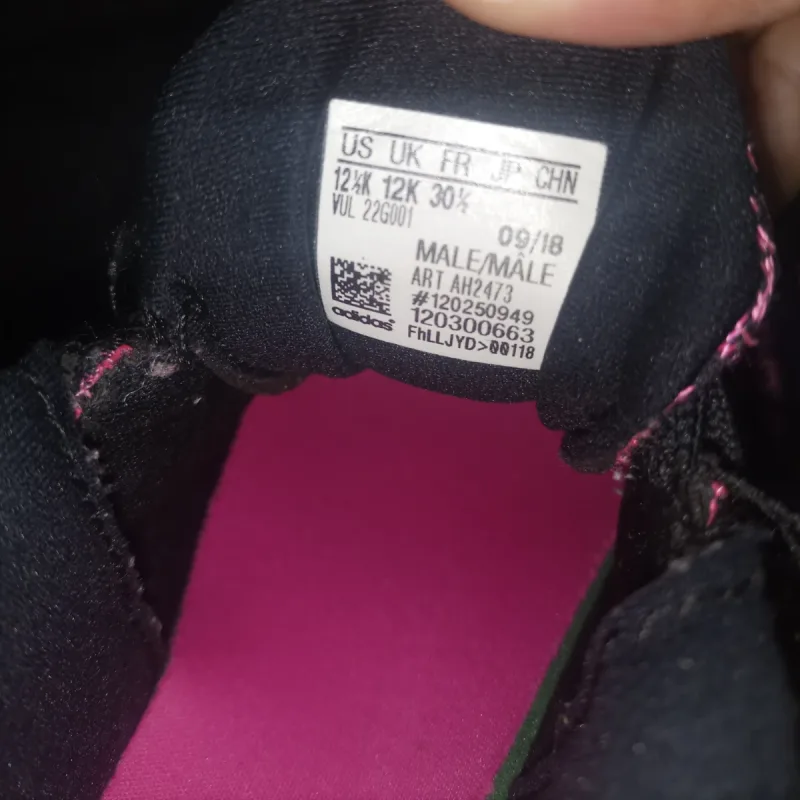 US UK FR JP CHN
12½K 12K 30½
VUL 22G001
09/18
MALE/MÂLE
ART AH2473
#120250949
120300663
adidas
FhLLJYD>00118